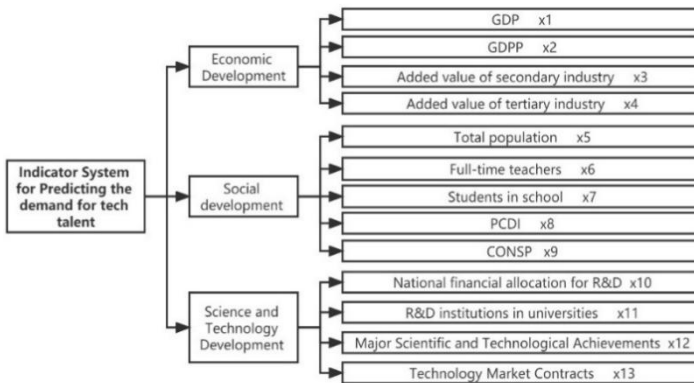 Indicator System
for Predicting the
demand for tech
talent
Economic
Development
GDP x1
GDPP x2
Added value of secondary industry x3
Added value of tertiary industry x4
Social
development
Total population x5
Full-time teachers x6
Students in school x7
PCDI x8
CONSP x9
Science and
Technology
Development
National financial allocation for R&D x10
R&D institutions in universities x11
Major Scientific and Technological Achievements x12
Technology Market Contracts x13